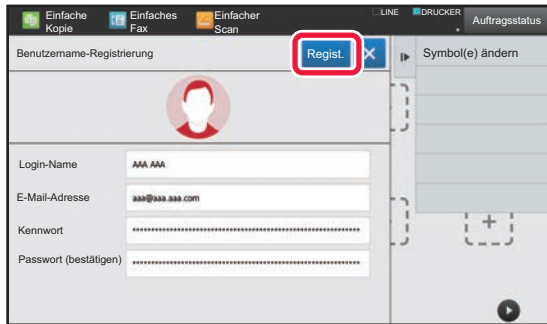 Einfache Kopie
Einfaches Fax
Einfacher Scan
LINE
DRUCKER
Auftragsstatus
Benutzername-Registrierung
Regist.
Symbol(e) ändern
Login-Name
AAA AAA
E-Mail-Adresse
aaa@aaa.aaa.com
Kennwort
Passwort (bestätigen)